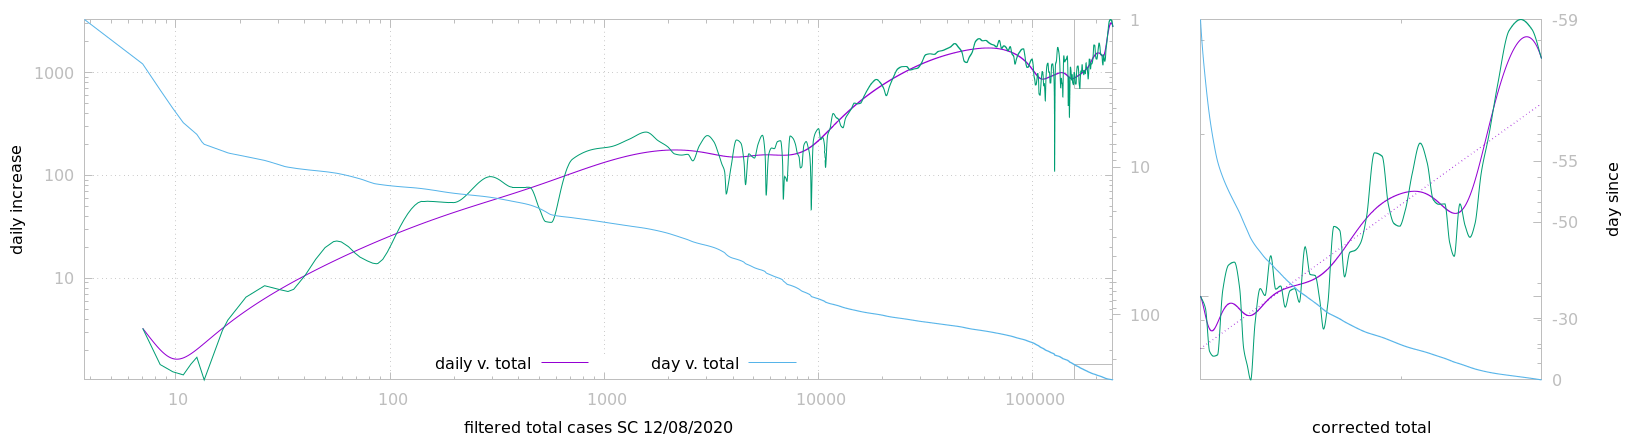 daily increase
1000
100
10
1
10
100
daily v. total
day v. total
10
100
1000
10000
100000
filtered total cases SC 12/08/2020
-59
-55
-50
-30
0
day since
corrected total